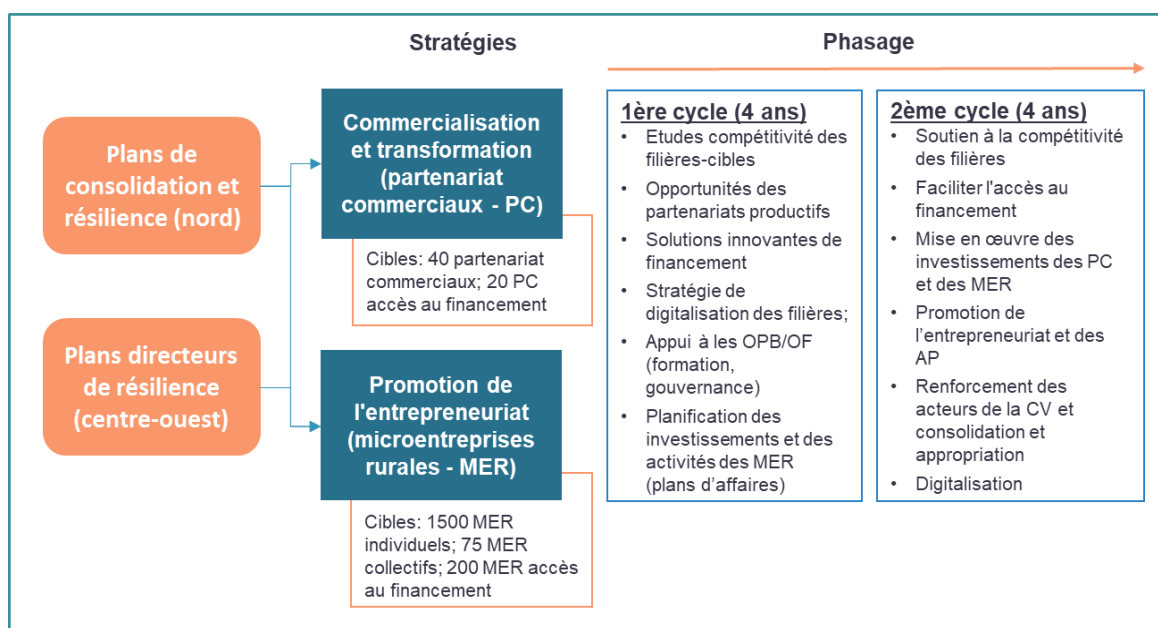 Stratégies
Phasage
Plans de
consolidation et
résilience (nord)
Plans directeurs
de résilience
(centre-ouest)
Commercialisation
et transformation
(partenariat
commerciaux - PC)
Cibles: 40 partenariat
commerciaux; 20 PC
accès au financement
Promotion de
l'entrepreneuriat
(microentreprises
rurales - MER)
Cibles: 1500 MER
individuels; 75 MER
collectifs; 200 MER accès
au financement
1ère cycle (4 ans)
• Etudes compétitivité des
filières-cibles
• Opportunités des
partenariats productifs
• Solutions innovantes de
financement
• Stratégie de
digitalisation des filières;
• Appui à les OPB/OF
(formation,
gouvernance)
• Planification des
investissements et des
activités des MER
(plans d’affaires)
2ème cycle (4 ans)
• Soutien à la compétitivité
des filières
• Faciliter l'accès au
financement
• Mise en œuvre des
investissements des PC
et des MER
• Promotion de
l’entrepreneuriat et des
AP
• Renforcement des
acteurs de la CV et
consolidation et
appropriation
• Digitalisation